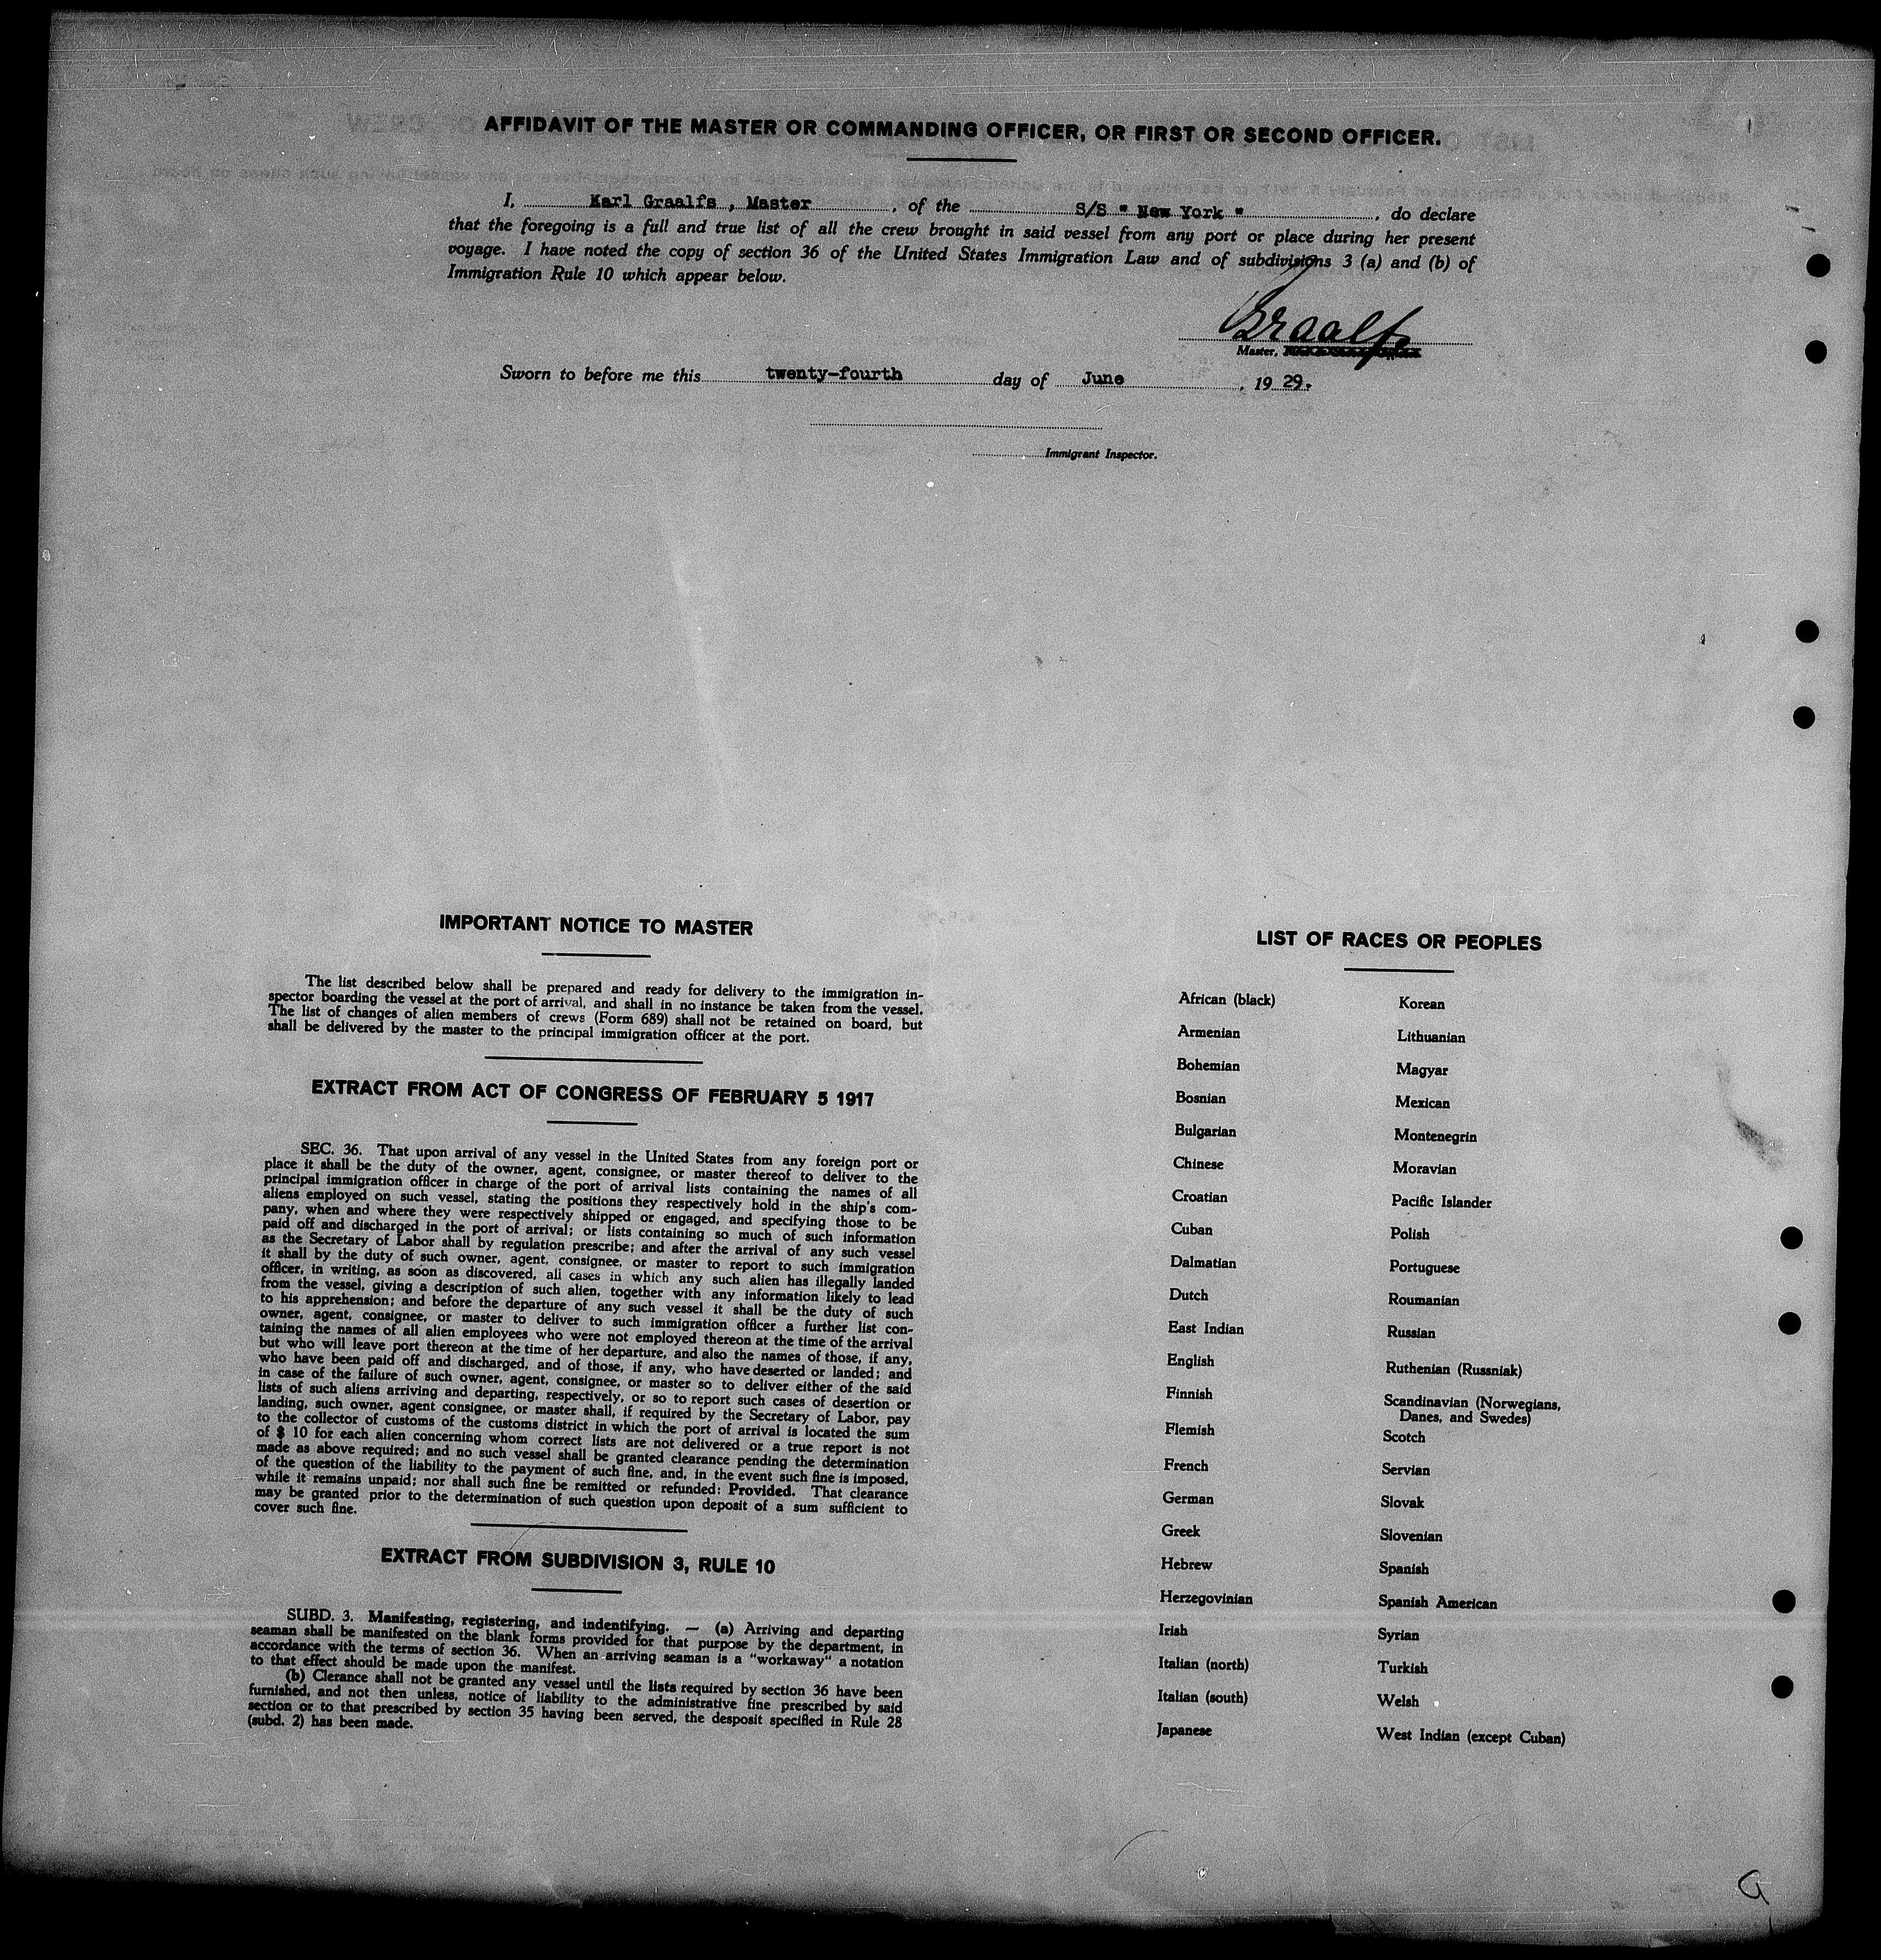 AFFIDAVIT OF THE MASTER OR COMMANDING OFFICER, OR FIRST OR SECOND OFFICER.
I, Karl Graalfs , Master , of the S/S " New York " , do declare
that the foregoing is a full and true list of all the crew brought in said vessel from any port or place during her present
voyage. I have noted the copy of section 36 of the United States Immigration Law and of subdivisions 3 (a) and (b) of
Immigration Rule 10 which appear below.
Graalfs
Master,
Sworn to before me this twenty-fourth day of June , 19 29.
Immigrant Inspector.
IMPORTANT NOTICE TO MASTER
The list described below shall be prepared and ready for delivery to the immigration in-
spector boarding the vessel at the port of arrival, and shall in no instance be taken from the vessel.
The list of changes of alien members of crews (Form 689) shall not be retained on board, but
shall be delivered by the master to the principal immigration officer at the port.
EXTRACT FROM ACT OF CONGRESS OF FEBRUARY 5 1917
SEC. 36. That upon arrival of any vessel in the United States from any foreign port or
place it shall be the duty of the owner, agent, consignee, or master thereof to deliver to the
principal immigration officer in charge of the port of arrival lists containing the names of all
aliens employed on such vessel, stating the positions they respectively hold in the ship's com-
pany, when and where they were respectively shipped or engaged, and specifying those to be
paid off and discharged in the port of arrival; or lists containing so much of such information
as the Secretary of Labor shall by regulation prescribe; and after the arrival of any such vessel
it shall by the duty of such owner, agent, consignee, or master to report to such immigration
officer, in writing, as soon as discovered, all cases in which any such alien has illegally landed
from the vessel, giving a description of such alien, together with any information likely to lead
to his apprehension; and before the departure of any such vessel it shall be the duty of such
owner, agent, consignee, or master to deliver to such immigration officer a further list con-
taining the names of all alien employees who were not employed thereon at the time of the arrival
but who will leave port thereon at the time of her departure, and also the names of those, if any,
who have been paid off and discharged, and of those, if any, who have deserted or landed; and
in case of the failure of such owner, agent, consignee, or master so to deliver either of the said
lists of such aliens arriving and departing, respectively, or so to report such cases of desertion or
landing, such owner, agent consignee, or master shall, if required by the Secretary of Labor, pay
to the collector of customs of the customs district in which the port of arrival is located the sum
of $ 10 for each alien concerning whom correct lists are not delivered or a true report is not
made as above required; and no such vessel shall be granted clearance pending the determination
of the question of the liability to the payment of such fine, and, in the event such fine is imposed,
while it remains unpaid; nor shall such fine be remitted or refunded: Provided. That clearance
may be granted prior to the determination of such question upon deposit of a sum sufficient to
cover such fine.
EXTRACT FROM SUBDIVISION 3, RULE 10
SUBD. 3. Manifesting, registering, and indentifying. — (a) Arriving and departing
seaman shall be manifested on the blank forms provided for that purpose by the department, in
accordance with the terms of section 36. When an arriving seaman is a "workaway" a notation
to that effect should be made upon the manifest.
(b) Clerance shall not be granted any vessel until the lists required by section 36 have been
furnished, and not then unless, notice of liability to the administrative fine prescribed by said
section or to that prescribed by section 35 having been served, the desposit specified in Rule 28
(subd. 2) has been made.
LIST OF RACES OR PEOPLES
African (black)
Armenian
Bohemian
Bosnian
Bulgarian
Chinese
Croatian
Cuban
Dalmatian
Dutch
East Indian
English
Finnish
Flemish
French
German
Greek
Hebrew
Herzegovinian
Irish
Italian (north)
Italian (south)
Japanese
Korean
Lithuanian
Magyar
Mexican
Montenegrin
Moravian
Pacific Islander
Polish
Portuguese
Roumanian
Russian
Ruthenian (Russniak)
Scandinavian (Norwegians,
Danes, and Swedes)
Scotch
Servian
Slovak
Slovenian
Spanish
Spanish American
Syrian
Turkish
Welsh
West Indian (except Cuban)